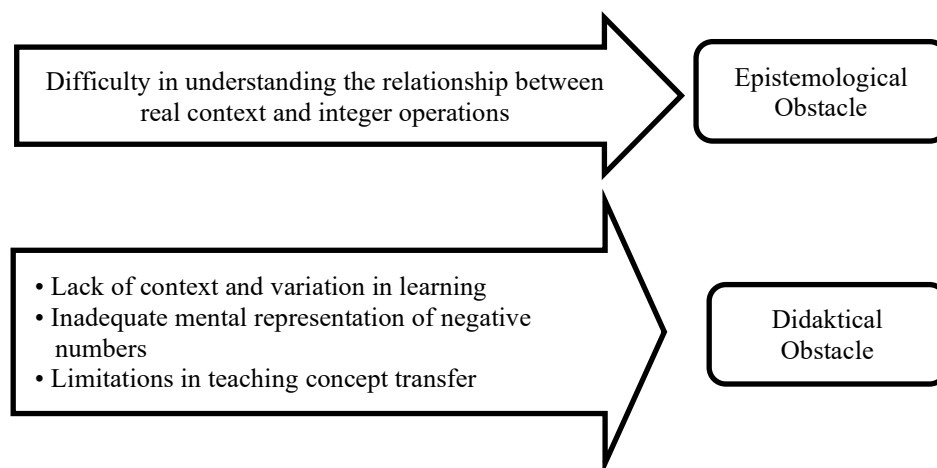 Difficulty in understanding the relationship between
real context and integer operations
Epistemological
Obstacle
• Lack of context and variation in learning
• Inadequate mental representation of negative
numbers
• Limitations in teaching concept transfer
Didaktical
Obstacle